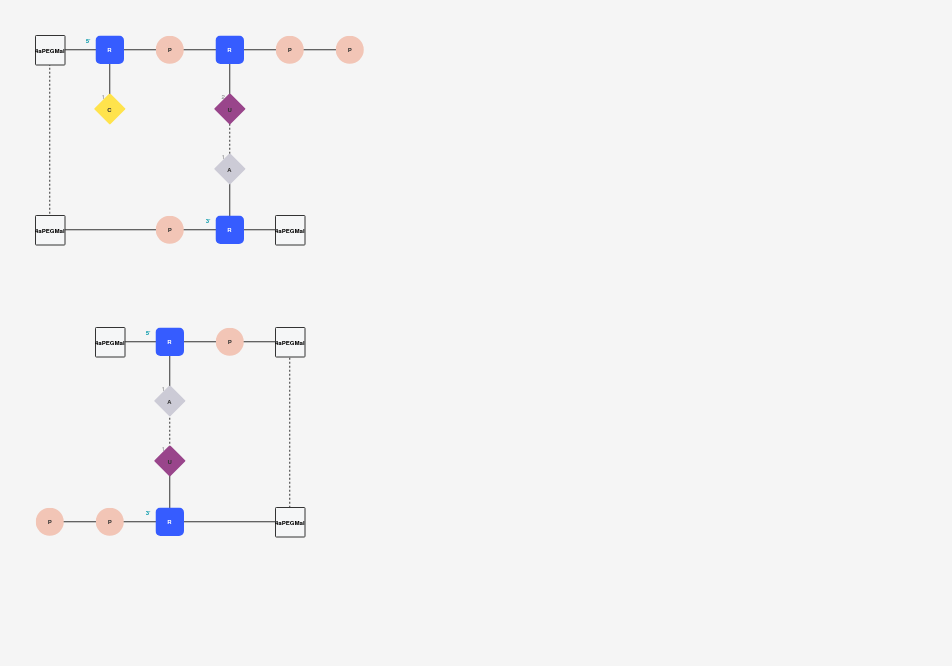 5'
4aPEGMal R P R P P
1 2
C U
1
A
3'
4aPEGMal P R 4aPEGMal
5'
4aPEGMal R P 4aPEGMal
1
A
1
U
3'
P P R 4aPEGMal